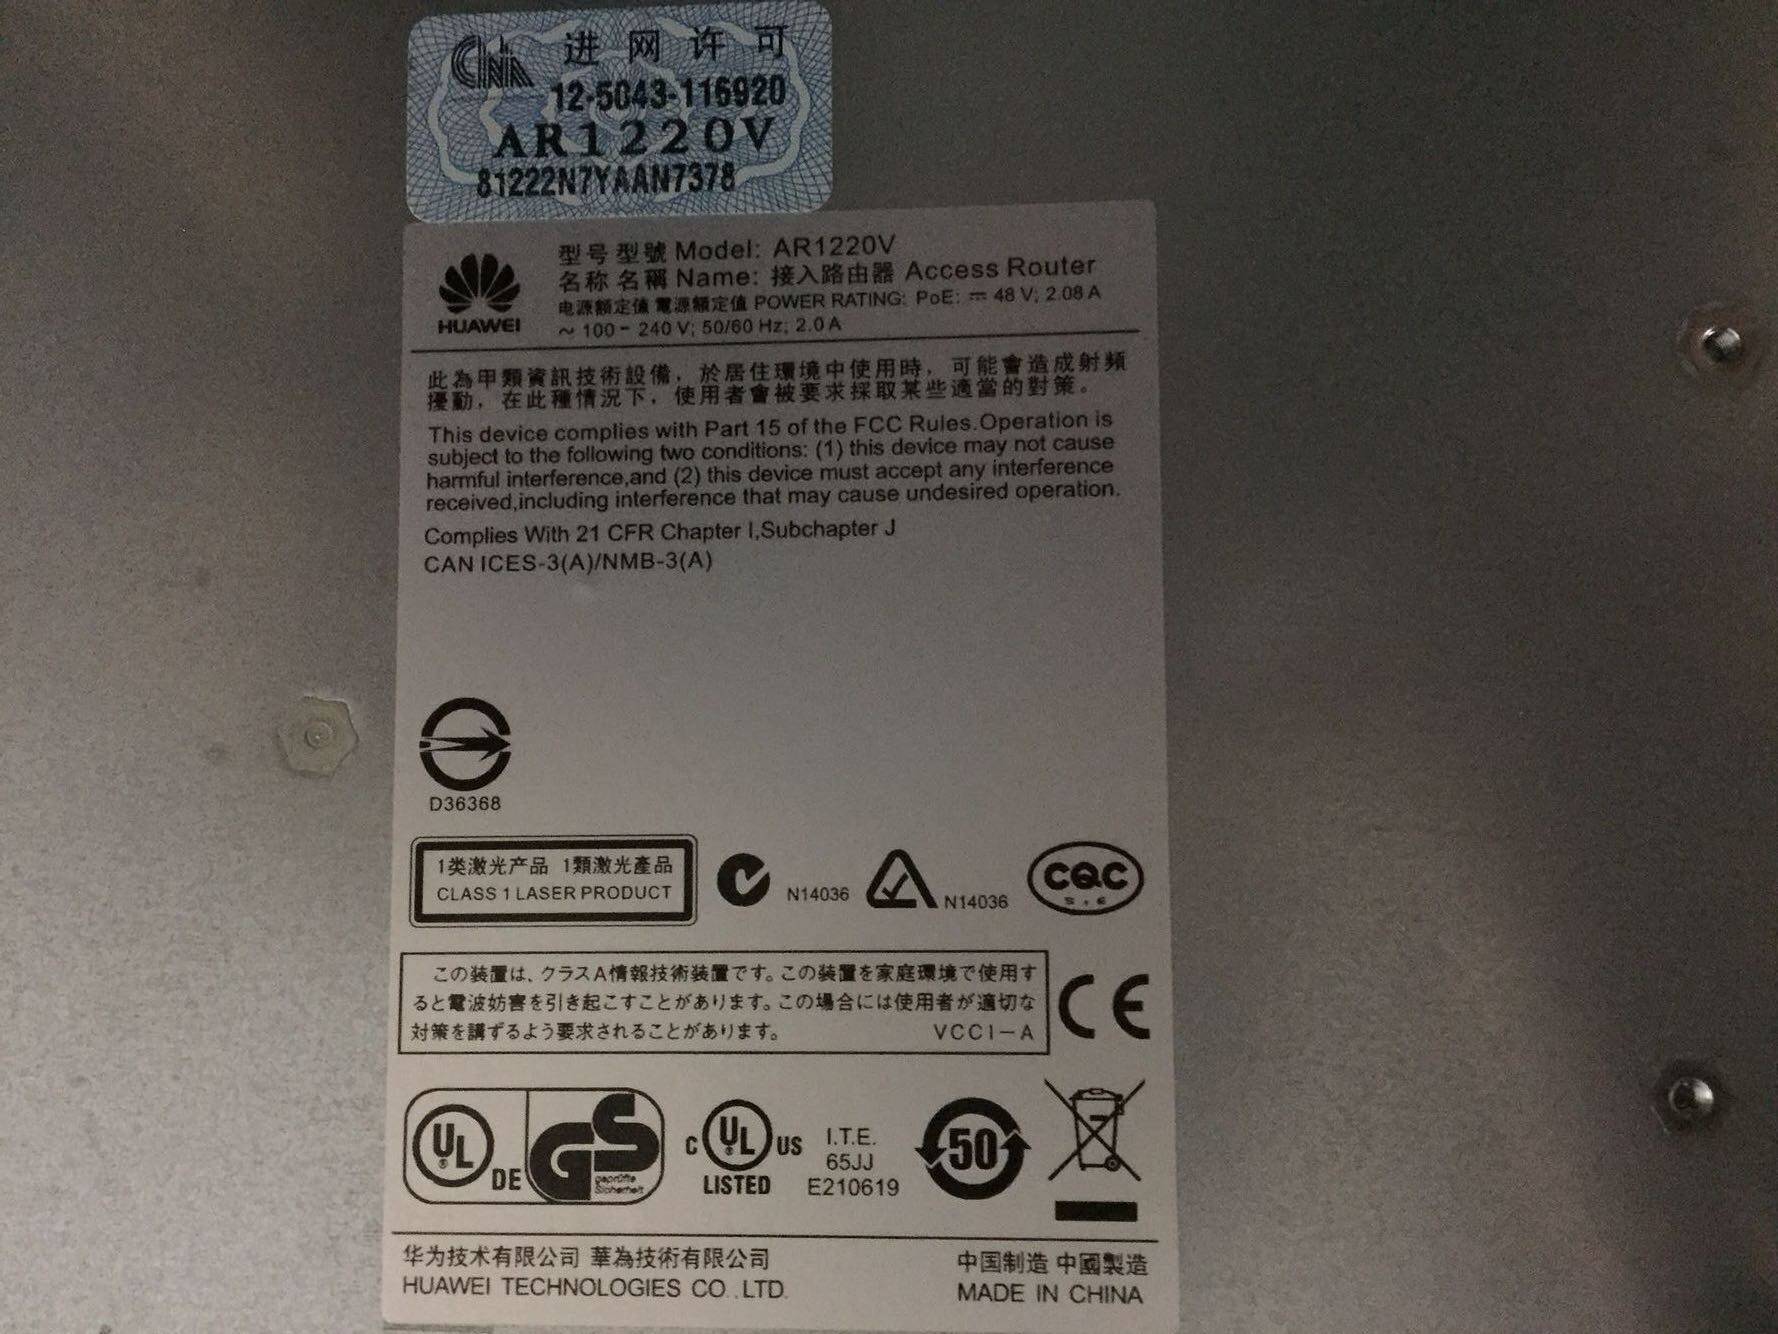 进网许可
12-5043-116920
AR1220V
81222N7YAAN7378
HUAWEI
型号 型號 Model: AR1220V
名称 名稱 Name: 接入路由器 Access Router
电源额定值 電源額定值 POWER RATING: PoE: ⎓ 48 V; 2.08 A
~ 100 - 240 V; 50/60 Hz; 2.0 A
此為甲類資訊技術設備，於居住環境中使用時，可能會造成射頻
擾動，在此種情況下，使用者會被要求採取某些適當的對策。
This device complies with Part 15 of the FCC Rules.Operation is
subject to the following two conditions: (1) this device may not cause
harmful interference,and (2) this device must accept any interference
received,including interference that may cause undesired operation.
Complies With 21 CFR Chapter I,Subchapter J
CAN ICES-3(A)/NMB-3(A)
D36368
1类激光产品 1類激光產品
CLASS 1 LASER PRODUCT
N14036
N14036
CQC
S & E
この装置は、クラスA情報技術装置です。この装置を家庭環境で使用す
ると電波妨害を引き起こすことがあります。この場合には使用者が適切な
対策を講ずるよう要求されることがあります。 VCCI-A
CE
UL DE
GS
geprüfte
Sicherheit
C UL US
LISTED
I.T.E.
65JJ
E210619
50
华为技术有限公司 華為技術有限公司
HUAWEI TECHNOLOGIES CO.,LTD.
中国制造 中國製造
MADE IN CHINA